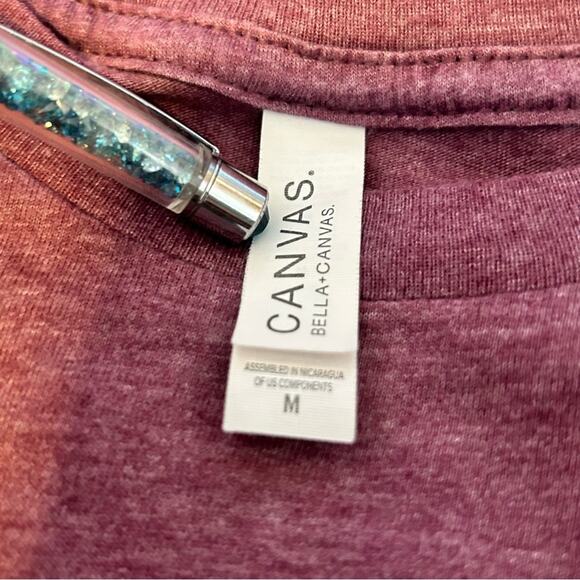 CANVAS.
BELLA+CANVAS.
ASSEMBLED IN NICARAGUA
OF US COMPONENTS
M